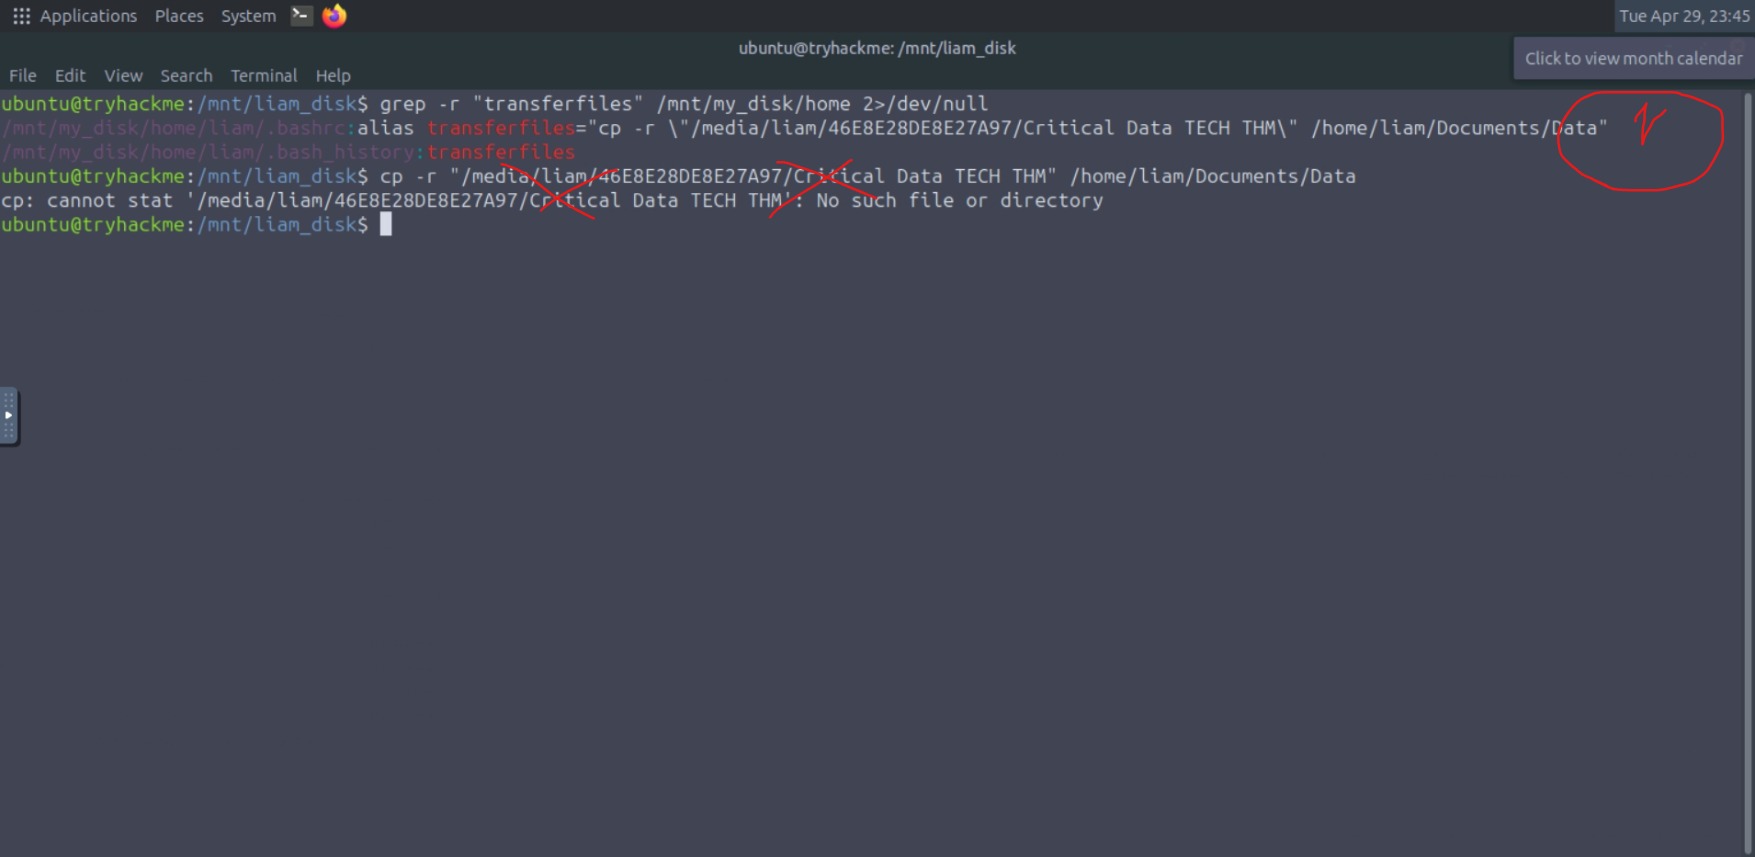 Applications Places System Tue Apr 29, 23:45
ubuntu@tryhackme: /mnt/liam_disk
Click to view month calendar
File Edit View Search Terminal Help
ubuntu@tryhackme:/mnt/liam_disk$ grep -r "transferfiles" /mnt/my_disk/home 2>/dev/null
/mnt/my_disk/home/liam/.bashrc:alias transferfiles="cp -r \"/media/liam/46E8E28DE8E27A97/Critical Data TECH THM\" /home/liam/Documents/Data"
/mnt/my_disk/home/liam/.bash_history:transferfiles
ubuntu@tryhackme:/mnt/liam_disk$ cp -r "/media/liam/46E8E28DE8E27A97/Critical Data TECH THM" /home/liam/Documents/Data
cp: cannot stat '/media/liam/46E8E28DE8E27A97/Critical Data TECH THM': No such file or directory
ubuntu@tryhackme:/mnt/liam_disk$